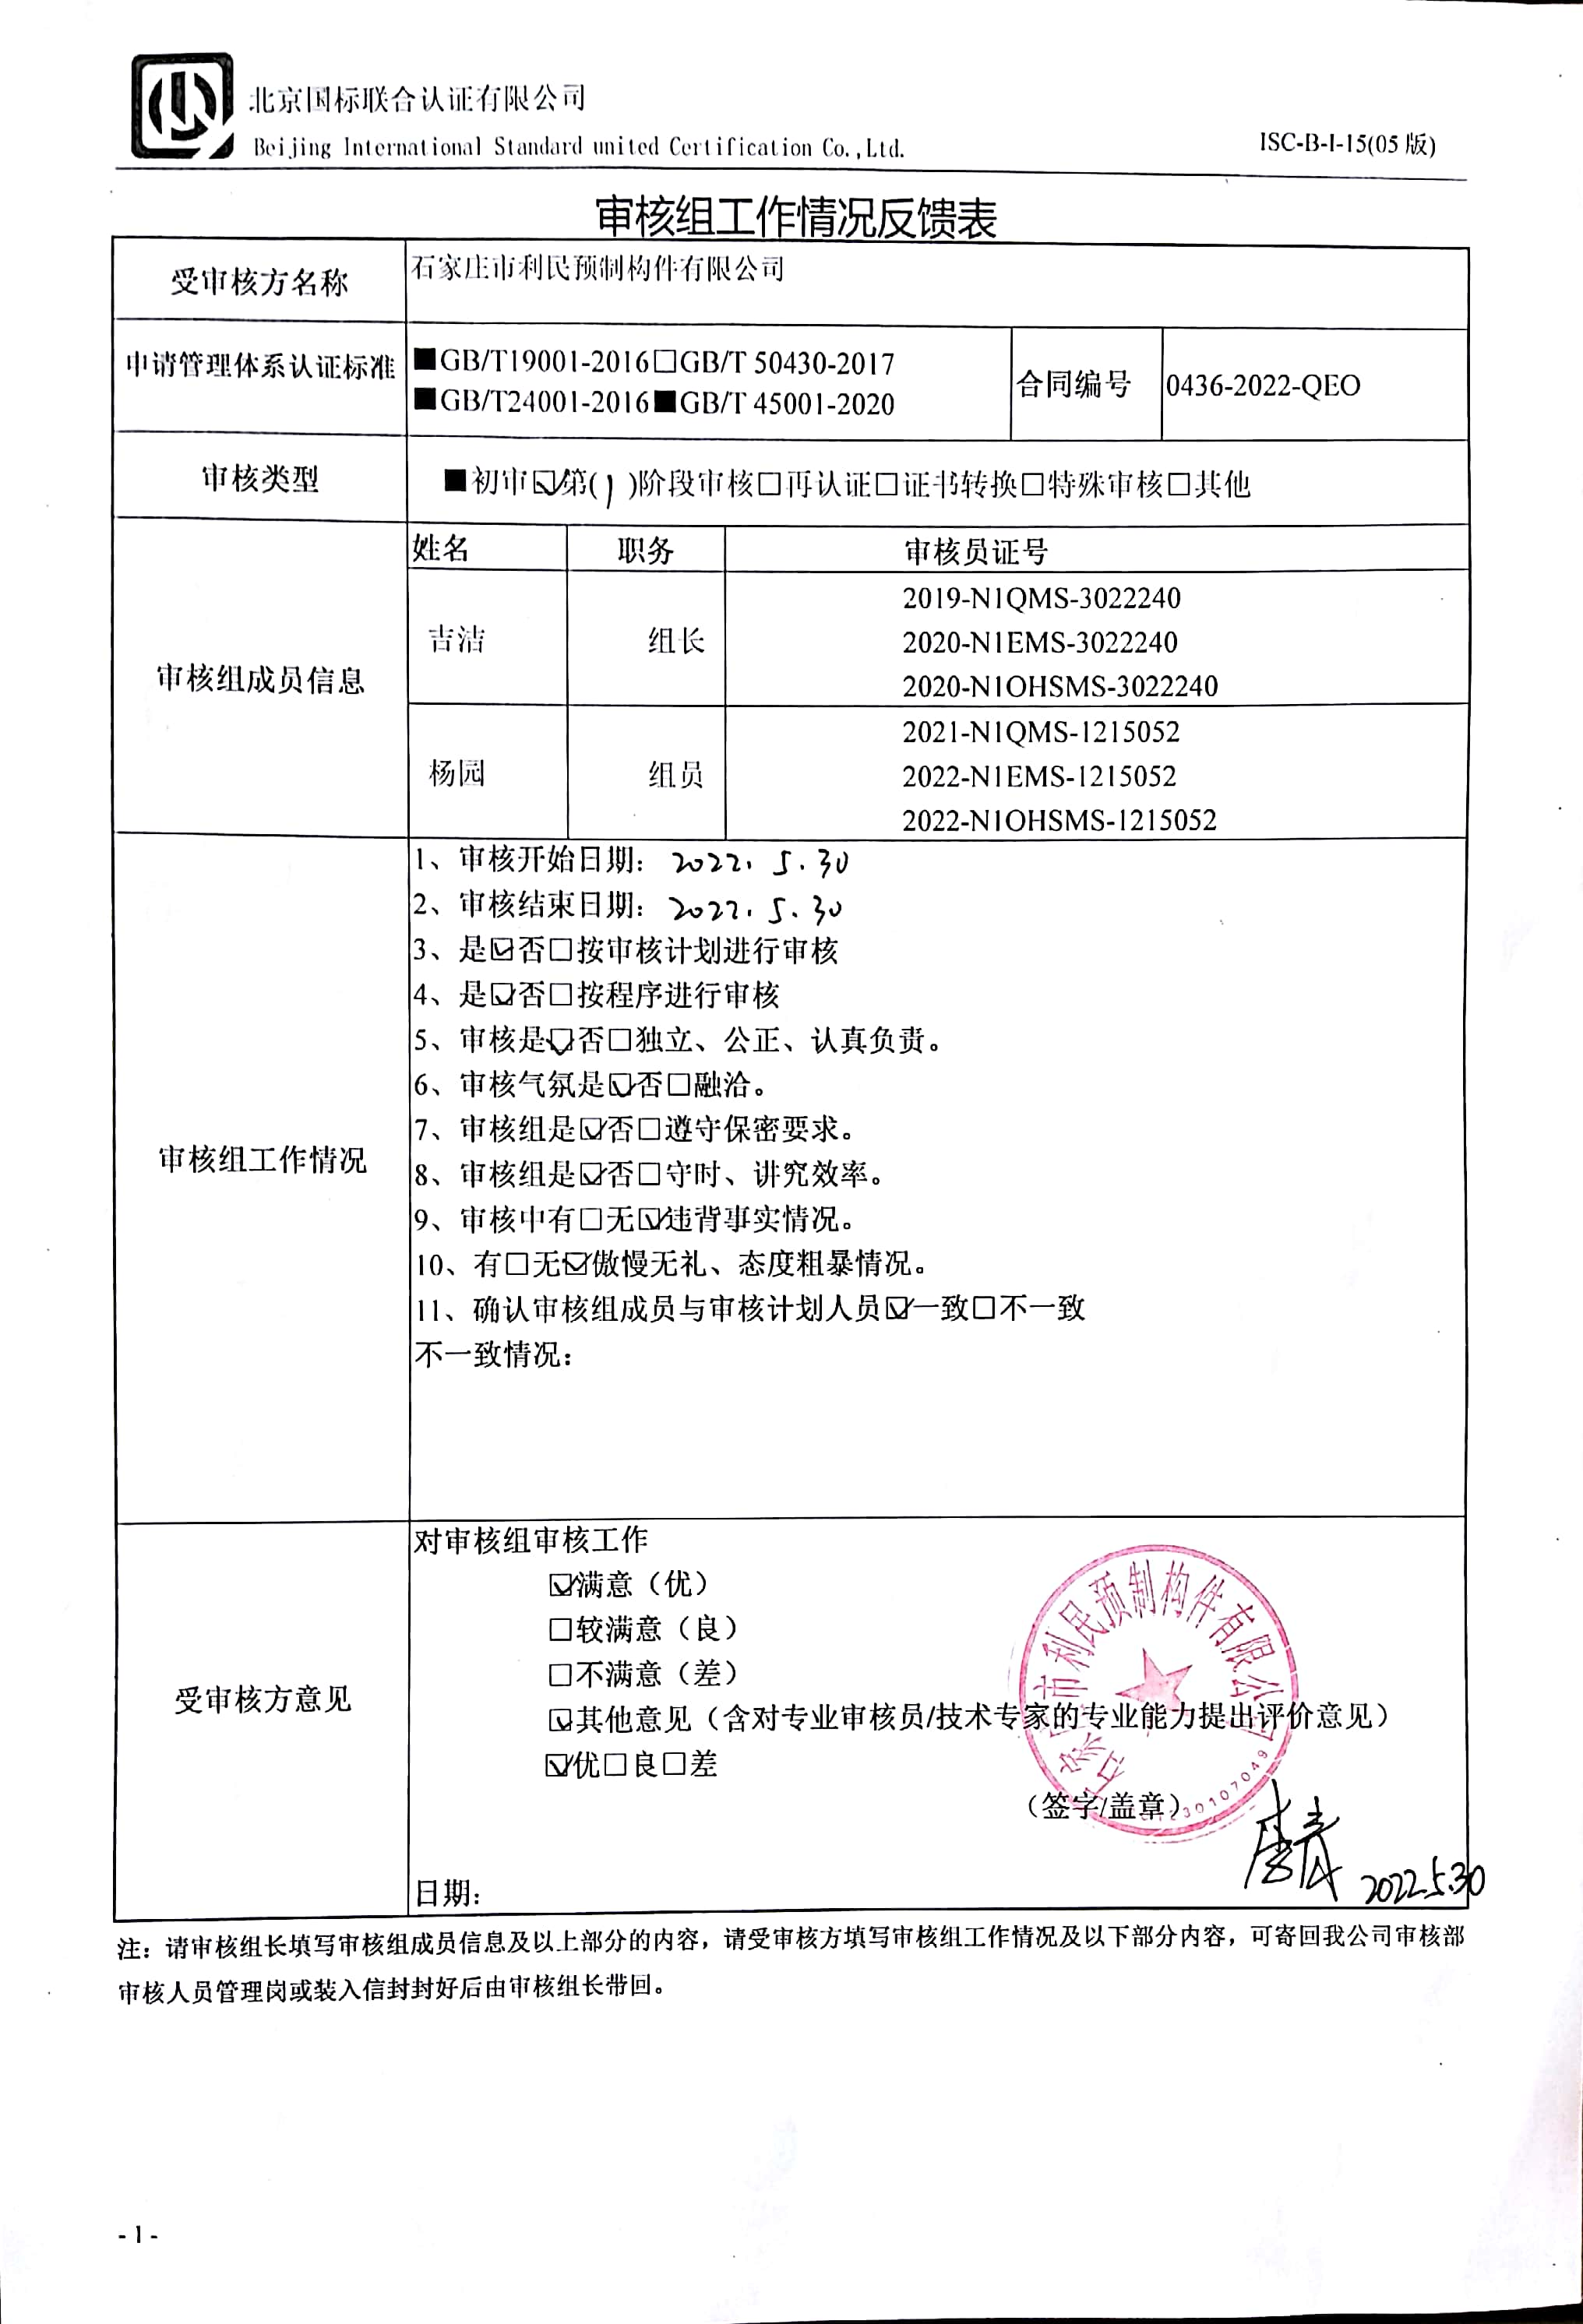 北京国标联合认证有限公司
Beijing International Standard united Certification Co.,Ltd.
ISC-B-I-15(05 版)
审核组工作情况反馈表
受审核方名称
石家庄市利民预制构件有限公司
申请管理体系认证标准
■GB/T19001-2016□GB/T 50430-2017
■GB/T24001-2016■GB/T 45001-2020
合同编号
0436-2022-QEO
审核类型
■初审☑第(1)阶段审核□再认证□证书转换□特殊审核□其他
审核组成员信息
姓名 职务 审核员证号
吉洁 组长
2019-N1QMS-3022240
2020-N1EMS-3022240
2020-N1OHSMS-3022240
杨园 组员
2021-N1QMS-1215052
2022-N1EMS-1215052
2022-N1OHSMS-1215052
审核组工作情况
1、审核开始日期：2022.5.30
2、审核结束日期：2022.5.30
3、是☑否□按审核计划进行审核
4、是☑否□按程序进行审核
5、审核是☑否□独立、公正、认真负责。
6、审核气氛是☑否□融洽。
7、审核组是☑否□遵守保密要求。
8、审核组是☑否□守时、讲究效率。
9、审核中有□无☑违背事实情况。
10、有□无☑傲慢无礼、态度粗暴情况。
11、确认审核组成员与审核计划人员☑一致□不一致
不一致情况：
受审核方意见
对审核组审核工作
☑满意（优）
□较满意（良）
□不满意（差）
☑其他意见（含对专业审核员/技术专家的专业能力提出评价意见）
☑优□良□差
（签字/盖章）
石家庄市利民预制构件有限公司
2022.5.30
日期：
注：请审核组长填写审核组成员信息及以上部分的内容，请受审核方填写审核组工作情况及以下部分内容，可寄回我公司审核部
审核人员管理岗或装入信封封好后由审核组长带回。
- 1 -